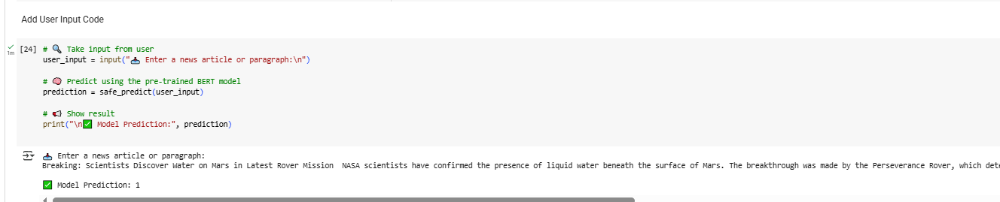 Add User Input Code
[24] # 🔍 Take input from user
1m user_input = input("📥 Enter a news article or paragraph:\n")
# 🧠 Predict using the pre-trained BERT model
prediction = safe_predict(user_input)
# 📢 Show result
print("\n✅ Model Prediction:", prediction)
📥 Enter a news article or paragraph:
Breaking: Scientists Discover Water on Mars in Latest Rover Mission  NASA scientists have confirmed the presence of liquid water beneath the surface of Mars. The breakthrough was made by the Perseverance Rover, which dete
✅ Model Prediction: 1